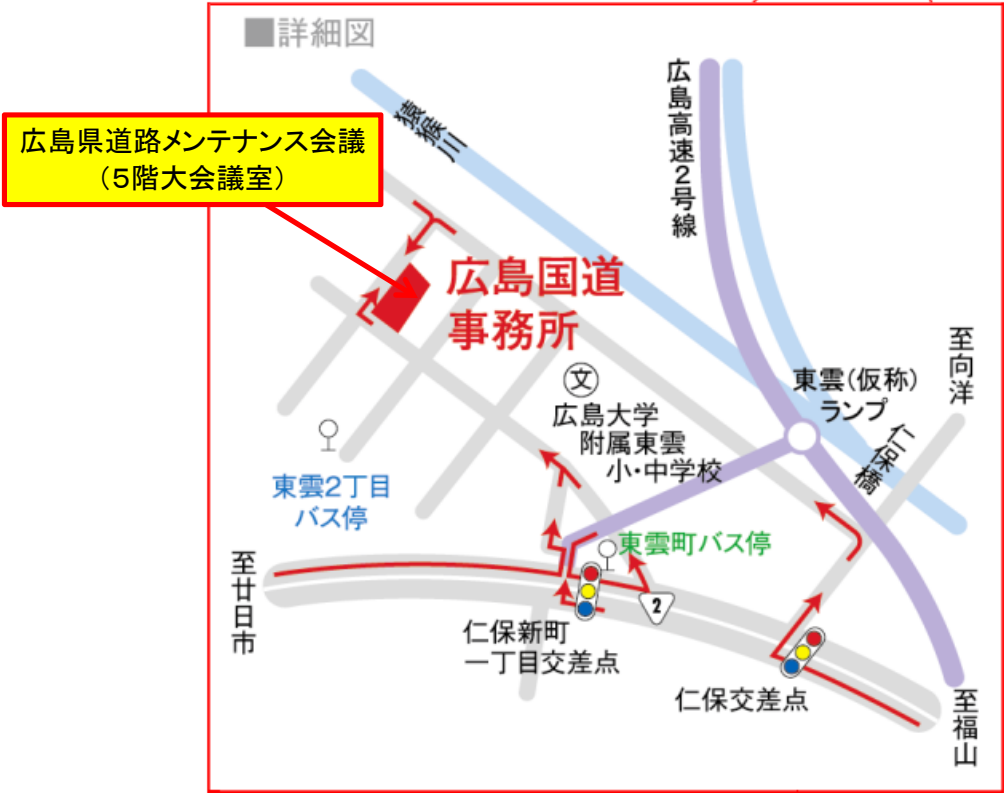 ■詳細図
広島県道路メンテナンス会議
（５階大会議室）
猿猴川
広島高速２号線
広島国道
事務所
至向洋
東雲（仮称）
ランプ
仁保橋
文
広島大学
附属東雲
小・中学校
東雲２丁目
バス停
東雲町バス停
至廿日市
2
仁保新町
一丁目交差点
仁保交差点
至福山